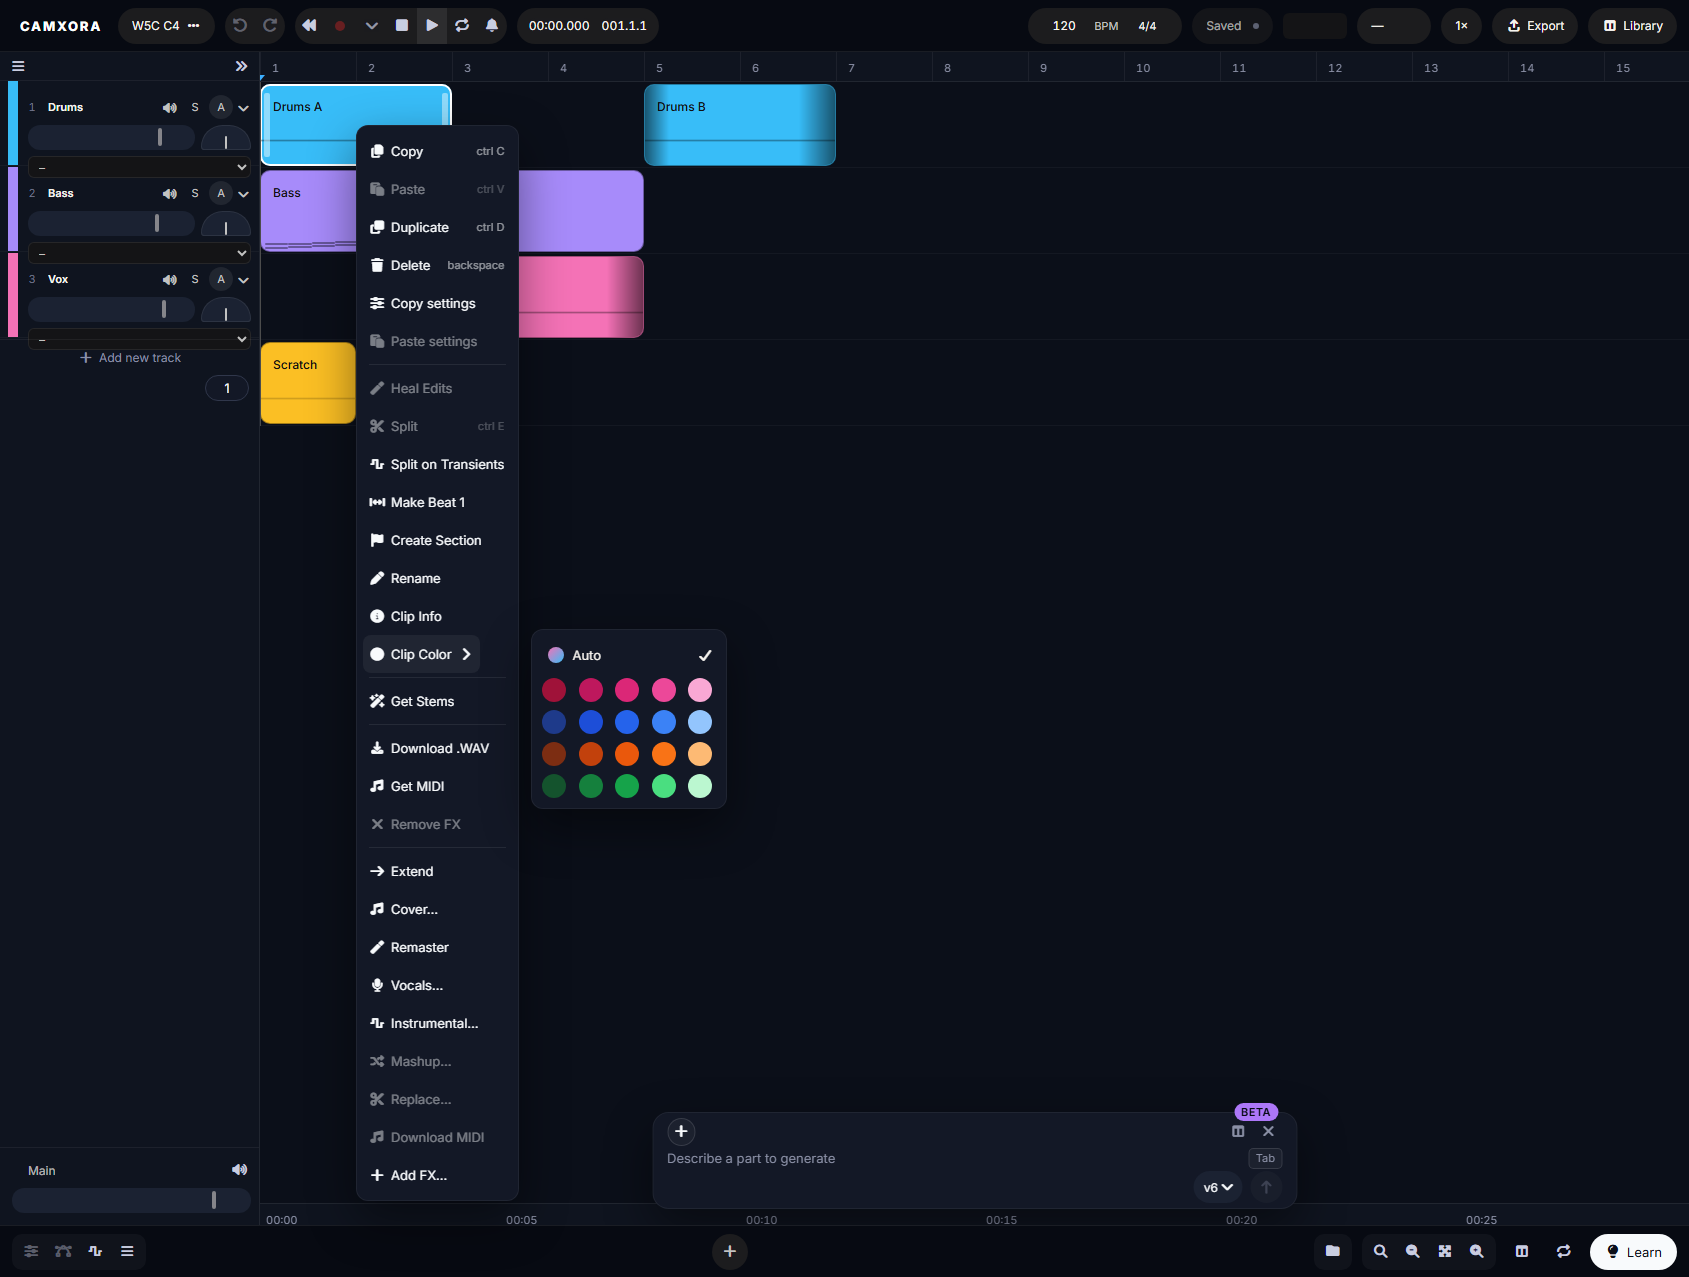 CAMXORA
W5C C4
00:00.000 001.1.1
120 BPM 4/4
Saved
1×
Export
Library
1 2 3 4 5 6 7 8 9 10 11 12 13 14 15
1 Drums S A
–
2 Bass S A
–
3 Vox S A
–
Add new track
1
Drums A
Drums B
Bass
Scratch
Copy ctrl C
Paste ctrl V
Duplicate ctrl D
Delete backspace
Copy settings
Paste settings
Heal Edits
Split ctrl E
Split on Transients
Make Beat 1
Create Section
Rename
Clip Info
Clip Color
Get Stems
Download .WAV
Get MIDI
Remove FX
Extend
Cover...
Remaster
Vocals...
Instrumental...
Mashup...
Replace...
Download MIDI
Add FX...
Auto
BETA
Describe a part to generate
Tab
v6
Main
00:00 00:05 00:10 00:15 00:20 00:25
Learn